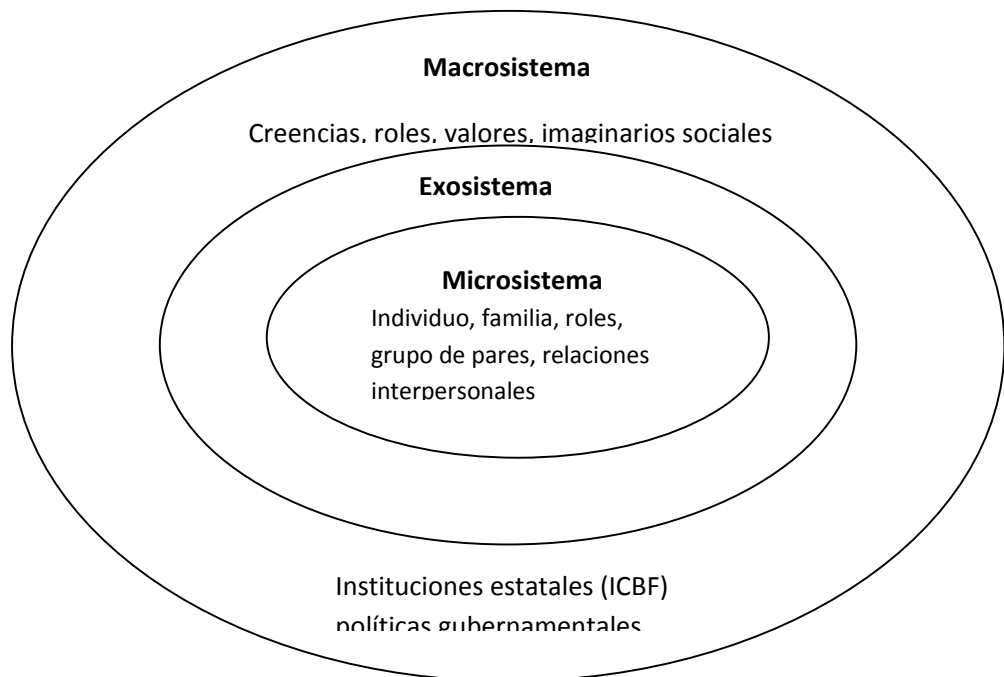 Macrosistema
Creencias, roles, valores, imaginarios sociales
Exosistema
Microsistema
Individuo, familia, roles,
grupo de pares, relaciones
interpersonales
Instituciones estatales (ICBF)
políticas gubernamentales